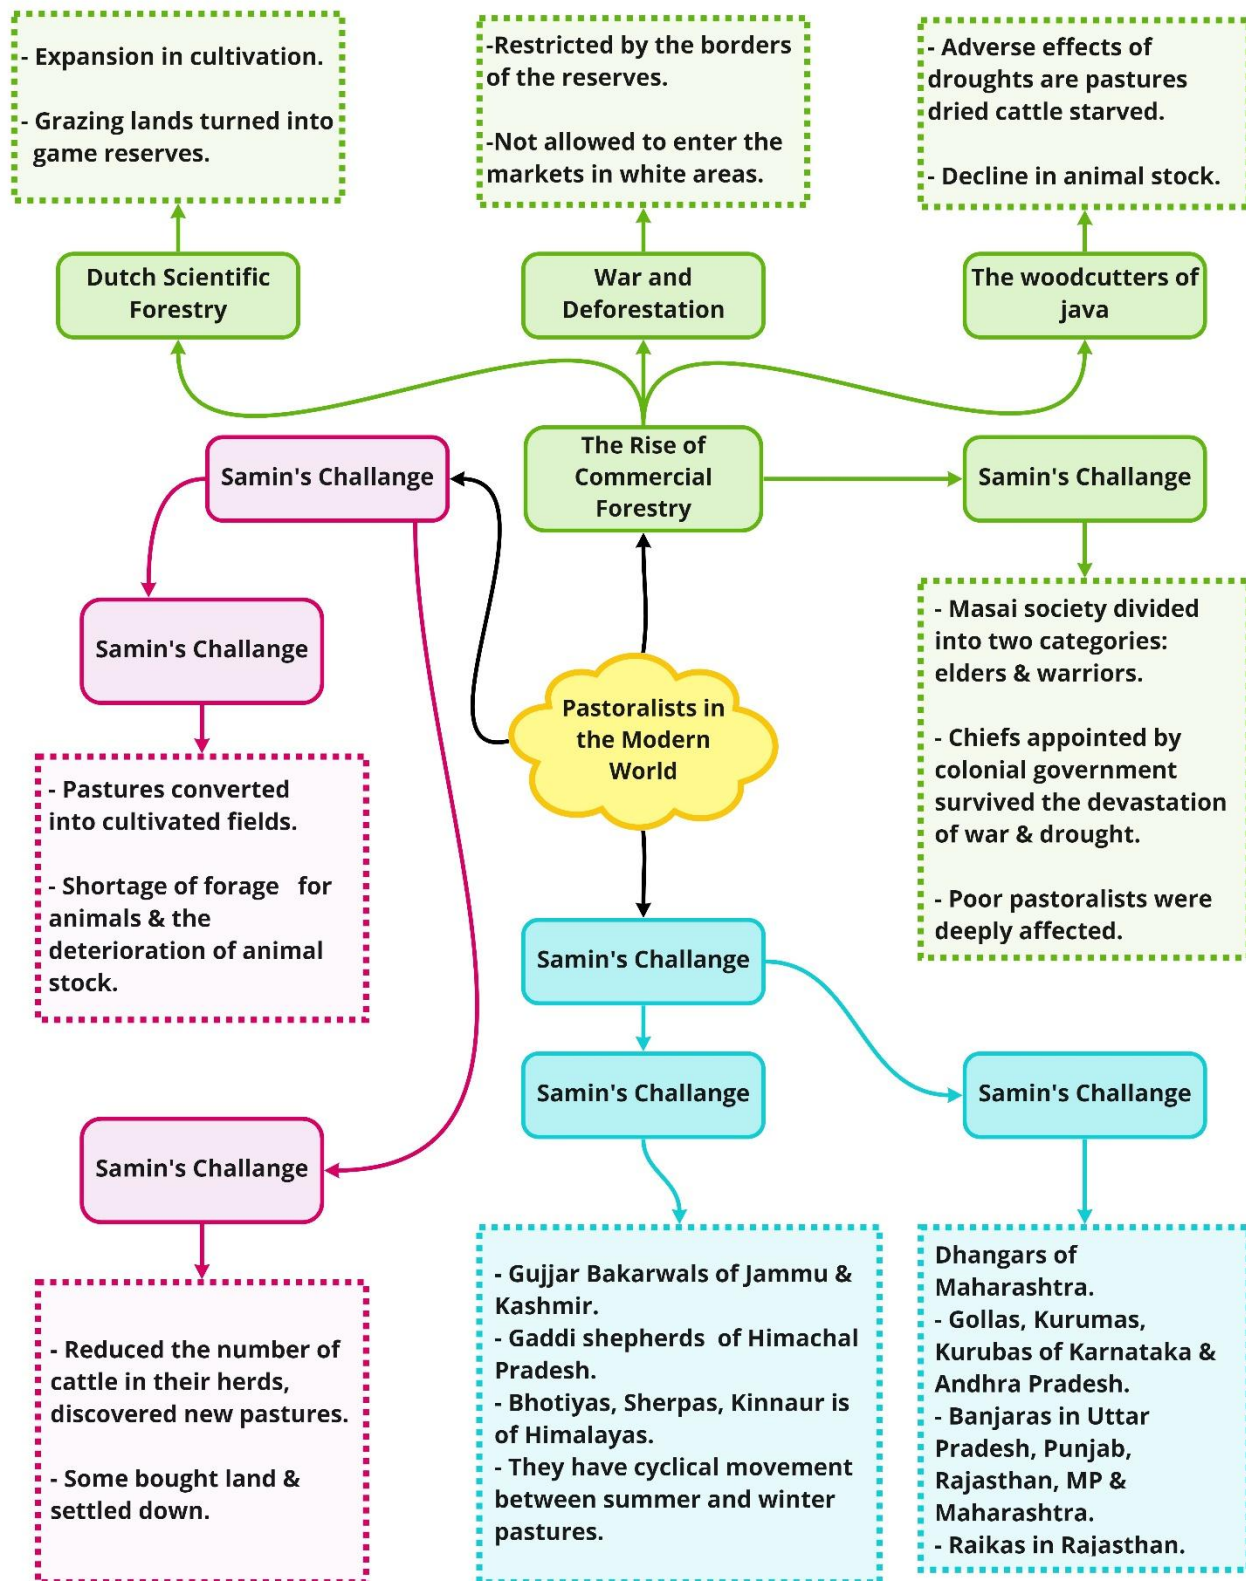 - Expansion in cultivation.
- Grazing lands turned into
game reserves.
-Restricted by the borders
of the reserves.
-Not allowed to enter the
markets in white areas.
- Adverse effects of
droughts are pastures
dried cattle starved.
- Decline in animal stock.
Dutch Scientific
Forestry
War and
Deforestation
The woodcutters of
java
Samin's Challange
The Rise of
Commercial
Forestry
Samin's Challange
Samin's Challange
- Masai society divided
into two categories:
elders & warriors.
- Chiefs appointed by
colonial government
survived the devastation
of war & drought.
- Poor pastoralists were
deeply affected.
Pastoralists in
the Modern
World
- Pastures converted
into cultivated fields.
- Shortage of forage for
animals & the
deterioration of animal
stock.
Samin's Challange
Samin's Challange
Samin's Challange
Samin's Challange
- Reduced the number of
cattle in their herds,
discovered new pastures.
- Some bought land &
settled down.
- Gujjar Bakarwals of Jammu &
Kashmir.
- Gaddi shepherds of Himachal
Pradesh.
- Bhotiyas, Sherpas, Kinnaur is
of Himalayas.
- They have cyclical movement
between summer and winter
pastures.
Dhangars of
Maharashtra.
- Gollas, Kurumas,
Kurubas of Karnataka &
Andhra Pradesh.
- Banjaras in Uttar
Pradesh, Punjab,
Rajasthan, MP &
Maharashtra.
- Raikas in Rajasthan.